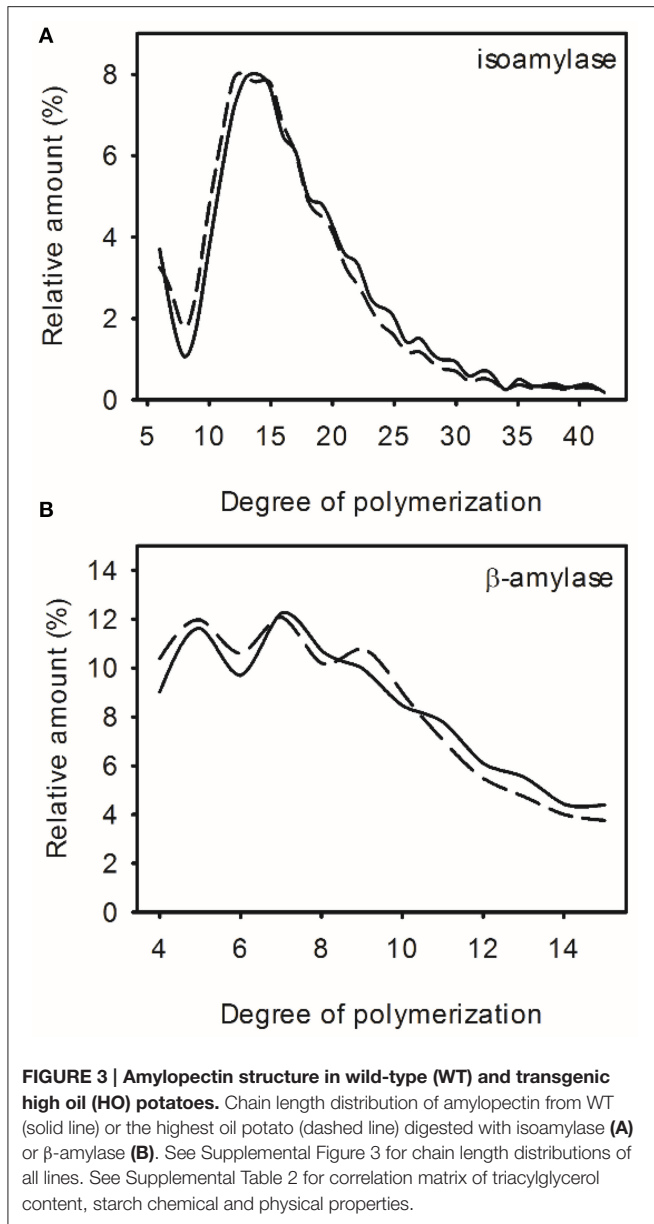 A
isoamylase
8
6
4
2
0
Relative amount (%)
5 10 15 20 25 30 35 40
Degree of polymerization
B
β-amylase
14
12
10
8
6
4
2
0
Relative amount (%)
4 6 8 10 12 14
Degree of polymerization
FIGURE 3 | Amylopectin structure in wild-type (WT) and transgenic
high oil (HO) potatoes. Chain length distribution of amylopectin from WT
(solid line) or the highest oil potato (dashed line) digested with isoamylase (A)
or β-amylase (B). See Supplemental Figure 3 for chain length distributions of
all lines. See Supplemental Table 2 for correlation matrix of triacylglycerol
content, starch chemical and physical properties.